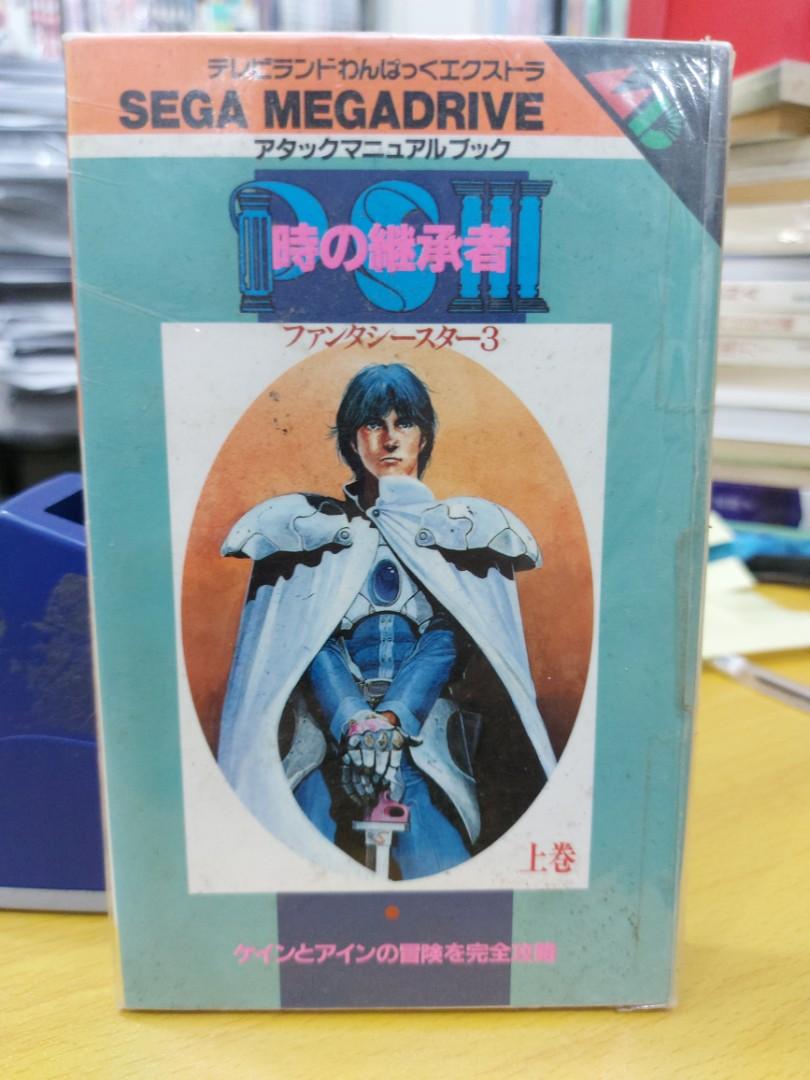 テレビランドわんぱっくエクストラ
SEGA MEGADRIVE
MD
アタックマニュアルブック
PSIII
時の継承者
ファンタシースター3
上巻
ケインとアインの冒険を完全攻略